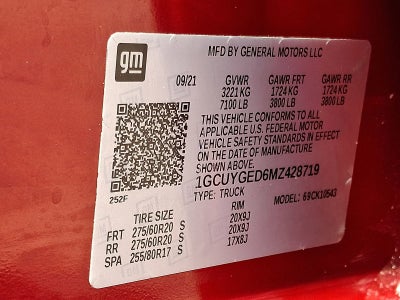 gm
MFD BY GENERAL MOTORS LLC
09/21 GVWR GAWR FRT GAWR RR
3221 KG 1724 KG 1724 KG
7100 LB 3800 LB 3800 LB
THIS VEHICLE CONFORMS TO ALL
APPLICABLE U.S. FEDERAL MOTOR
VEHICLE SAFETY STANDARDS IN EFFECT
ON THE DATE OF MANUFACTURE
SHOWN ABOVE.
252F 1GCUYGED6MZ428719
TYPE: TRUCK MODEL: 69CK10543
TIRE SIZE RIM
FRT 275/60R20 S 20X9J
RR 275/60R20 S 20X9J
SPA 255/80R17 S 17X8J